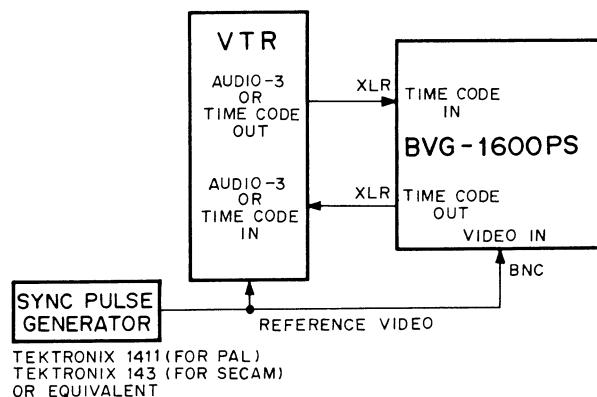 VTR
AUDIO-3
OR
TIME CODE
OUT
XLR
TIME CODE
IN
BVG-1600PS
AUDIO-3
OR
TIME CODE
IN
XLR
TIME CODE
OUT
VIDEO IN
BNC
SYNC PULSE
GENERATOR
REFERENCE VIDEO
TEKTRONIX 1411 (FOR PAL)
TEKTRONIX 143 (FOR SECAM)
OR EQUIVALENT